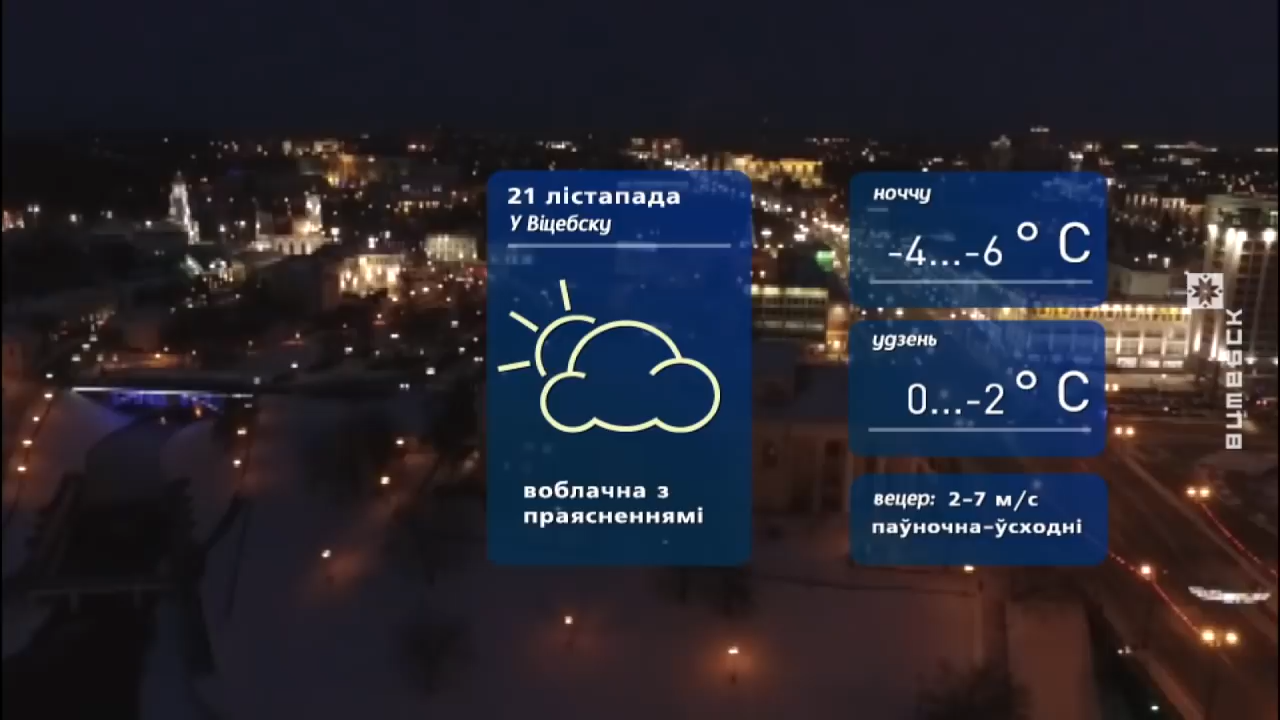 21 лістапада
У Віцебску
воблачна з
праясненнямі
ноччу
-4...-6 ° C
удзень
0...-2 ° C
вецер: 2-7 м/с
паўночна-ўсходні
ВИТЕБСК